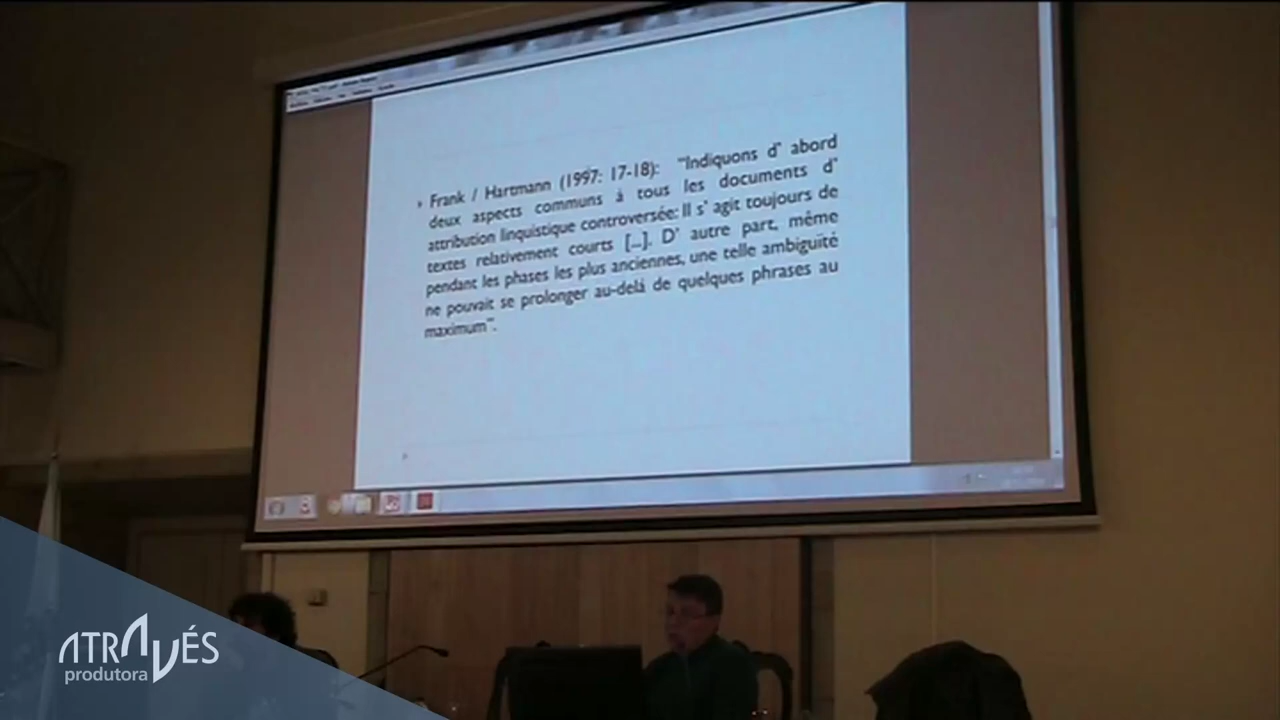 Frank / Hartmann (1997: 17-18): "Indiquons d' abord
deux aspects communs à tous les documents d'
attribution linquistique controversée: Il s' agit toujours de
textes relativement courts [...]. D' autre part, même
pendant les phases les plus anciennes, une telle ambiguïté
ne pouvait se prolonger au-delà de quelques phrases au
maximum".
ATRAVÉS
produtora